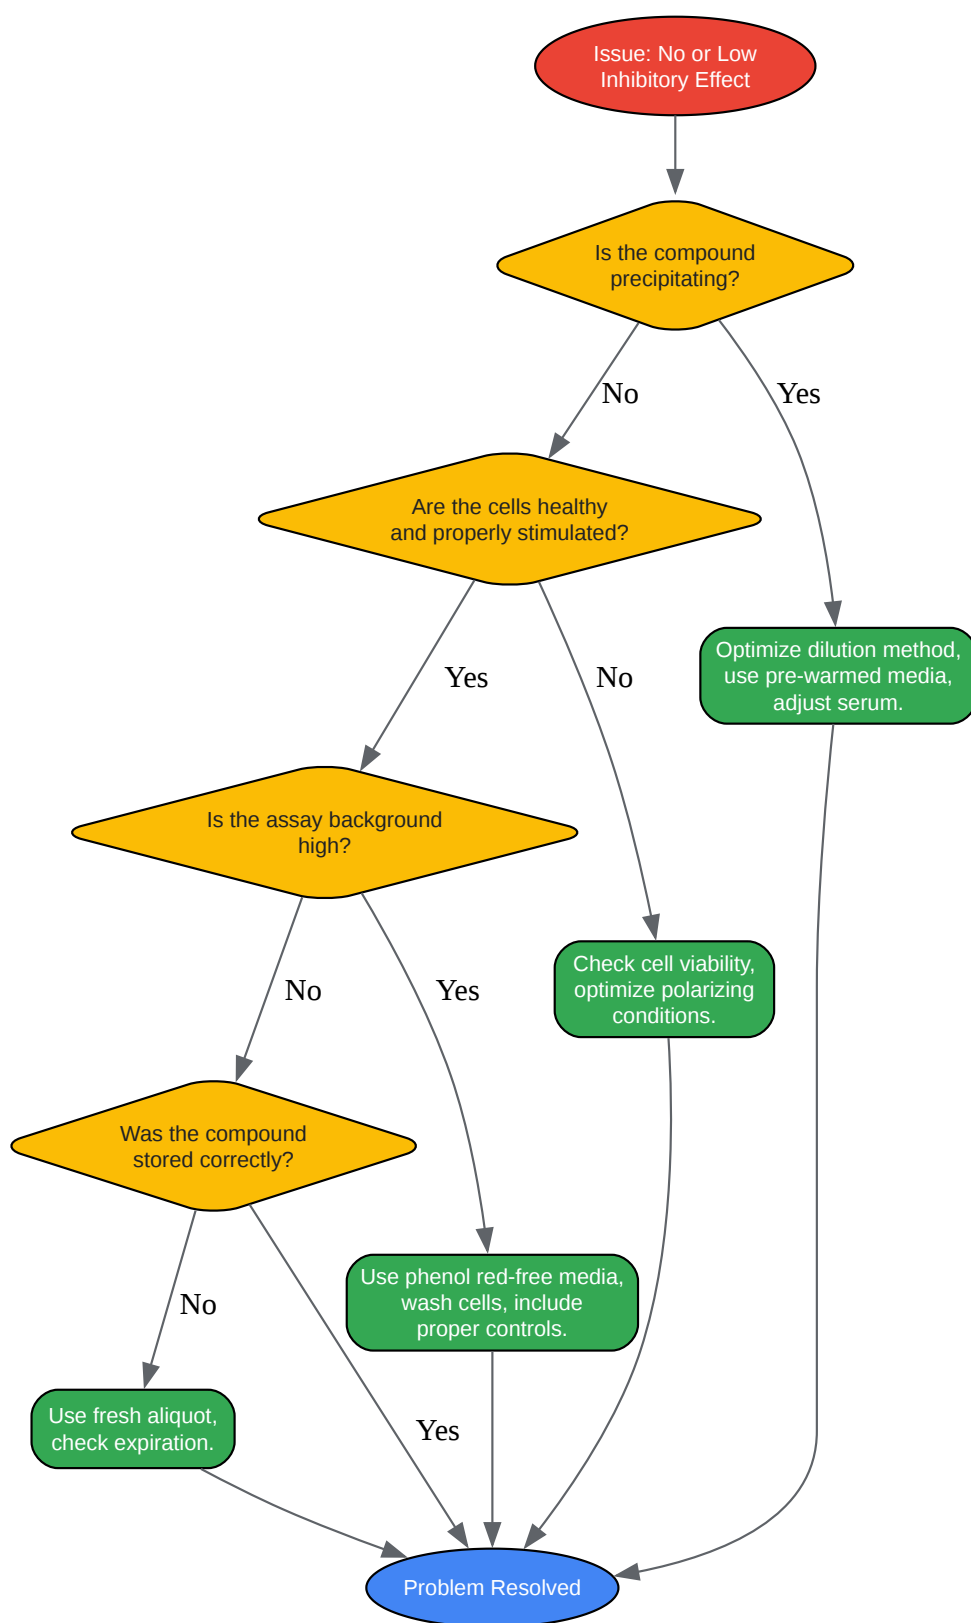 Issue: No or Low
Inhibitory Effect
Is the compound
precipitating?
No
Yes
Are the cells healthy
and properly stimulated?
Optimize dilution method,
use pre-warmed media,
adjust serum.
Yes
No
Is the assay background
high?
Check cell viability,
optimize polarizing
conditions.
No
Yes
Was the compound
stored correctly?
Use phenol red-free media,
wash cells, include
proper controls.
No
Use fresh aliquot,
check expiration.
Yes
Problem Resolved